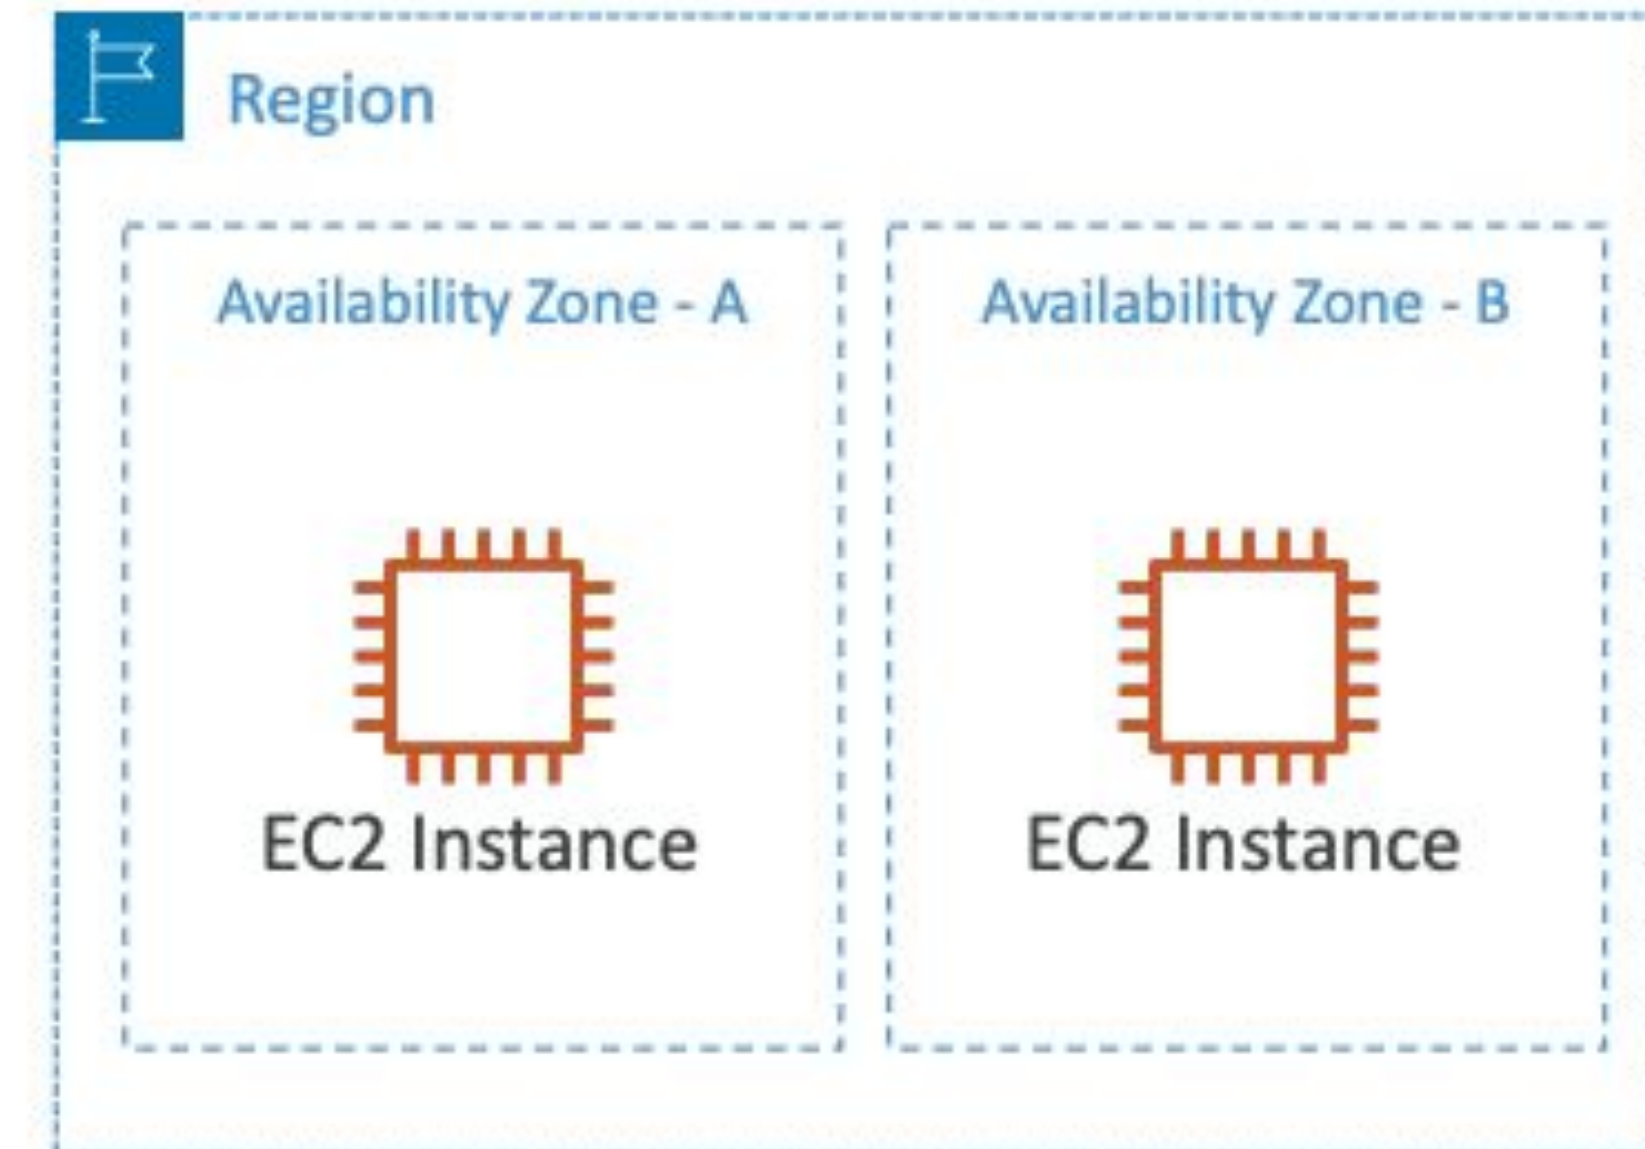 Region
Availability Zone - A
Availability Zone - B
EC2 Instance
EC2 Instance